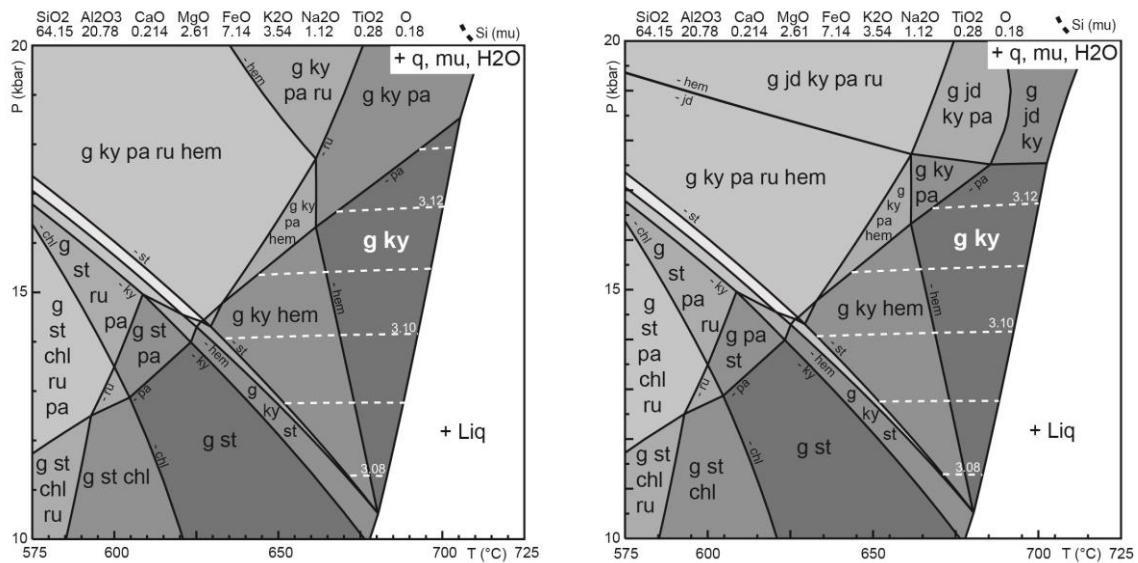 SiO2 Al2O3 CaO MgO FeO K2O Na2O TiO2 O
64.15 20.78 0.214 2.61 7.14 3.54 1.12 0.28 0.18
Si (mu)
+ q, mu, H2O
20
P (kbar)
15
10
- hem
g ky
pa ru
g ky pa
- ru
g ky pa ru hem
- pa
3.12
g ky
pa
hem
g ky
- st
- chl
g
st
ru
pa
- ky
g ky hem
- hem
3.10
g
st
chl
ru
pa
g st
pa
- st
- hem
- ky
- ru
- pa
g
ky
st
g st
+ Liq
3.08
g st
chl
ru
g st chl
- chl
575 600 650 700 T (°C) 725
SiO2 Al2O3 CaO MgO FeO K2O Na2O TiO2 O
64.15 20.78 0.214 2.61 7.14 3.54 1.12 0.28 0.18
Si (mu)
+ q, mu, H2O
20
P (kbar)
15
10
- hem
- jd
g jd ky pa ru
g jd
ky pa
g
jd
ky
g ky pa ru hem
g ky
pa
- pa
3.12
g
ky
pa
hem
g ky
- st
- chl
g
st
pa
ru
- ky
g ky hem
- hem
3.10
g
st
pa
chl
ru
g pa
st
- st
- hem
- ky
- ru
- pa
g
ky
st
g st
+ Liq
3.08
g st
chl
ru
g st
chl
- chl
575 600 650 700 T (°C) 725